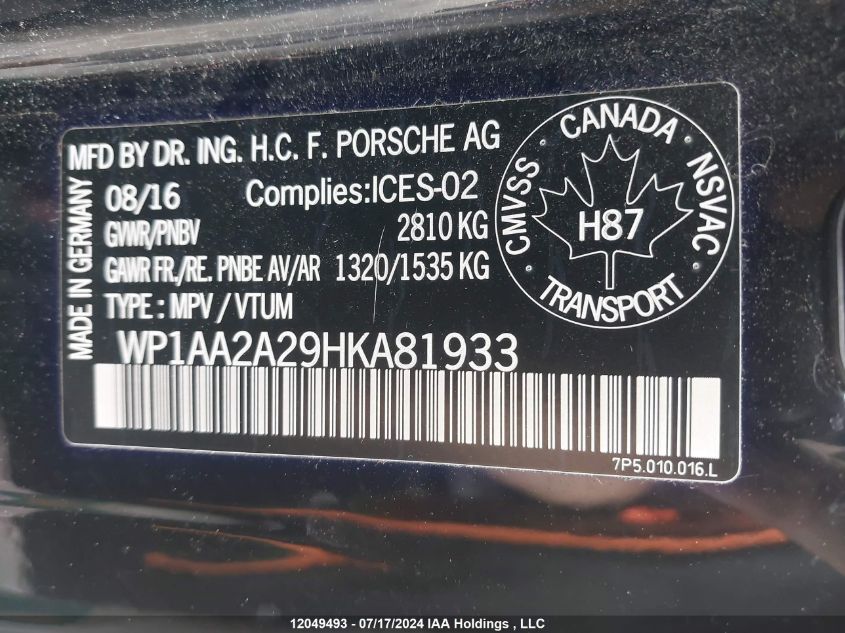 MFD BY DR. ING. H.C. F. PORSCHE AG
MADE IN GERMANY
08/16 Complies:ICES-02
GVWR/PNBV 2810 KG
GAWR FR./RE. PNBE AV/AR 1320/1535 KG
TYPE : MPV / VTUM
WP1AA2A29HKA81933
7P5.010.016.L
CMVSS · CANADA · NSVAC · TRANSPORT ·
H87
12049493 - 07/17/2024 IAA Holdings , LLC